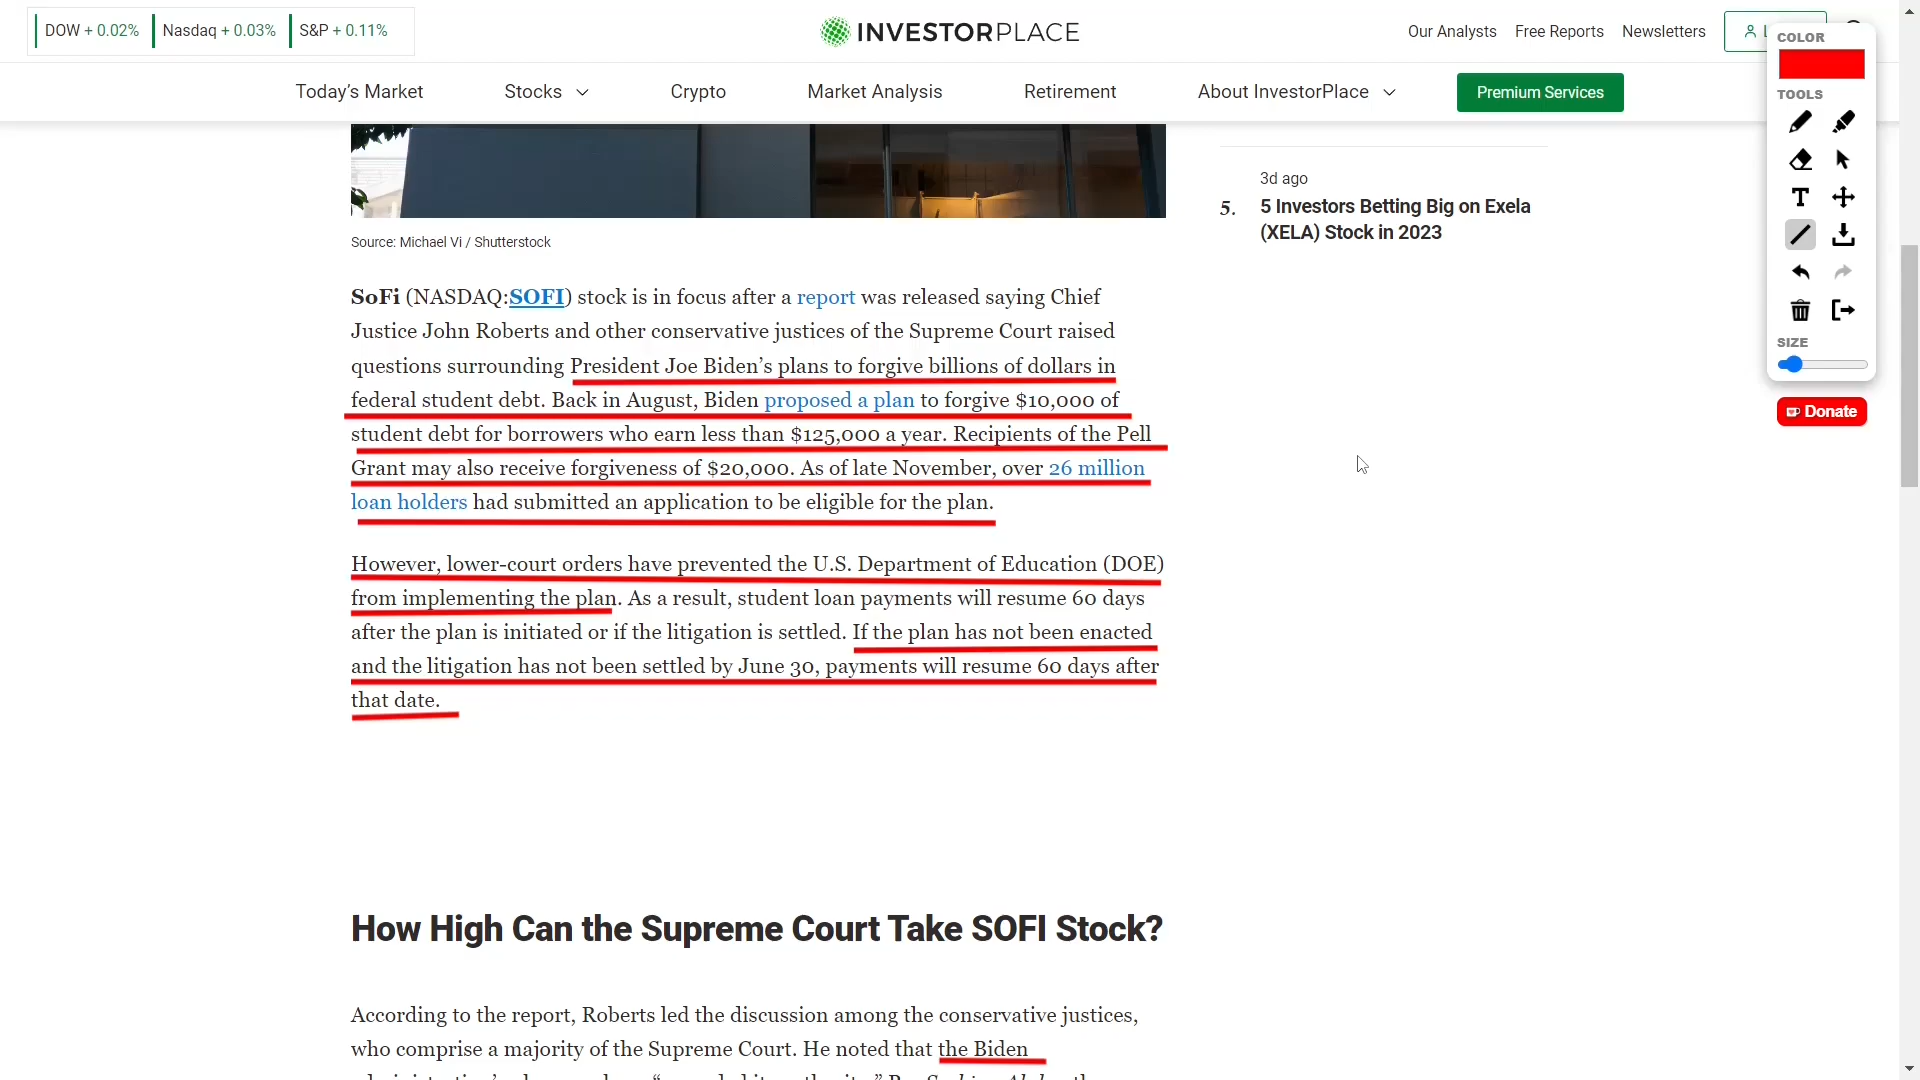 DOW + 0.02% Nasdaq + 0.03% S&P + 0.11%
INVESTORPLACE
Our Analysts Free Reports Newsletters
Today’s Market Stocks Crypto Market Analysis Retirement About InvestorPlace Premium Services
COLOR
TOOLS
SIZE
Donate
Source: Michael Vi / Shutterstock
3d ago
5. 5 Investors Betting Big on Exela
(XELA) Stock in 2023
SoFi (NASDAQ:SOFI) stock is in focus after a report was released saying Chief
Justice John Roberts and other conservative justices of the Supreme Court raised
questions surrounding President Joe Biden’s plans to forgive billions of dollars in
federal student debt. Back in August, Biden proposed a plan to forgive $10,000 of
student debt for borrowers who earn less than $125,000 a year. Recipients of the Pell
Grant may also receive forgiveness of $20,000. As of late November, over 26 million
loan holders had submitted an application to be eligible for the plan.
However, lower-court orders have prevented the U.S. Department of Education (DOE)
from implementing the plan. As a result, student loan payments will resume 60 days
after the plan is initiated or if the litigation is settled. If the plan has not been enacted
and the litigation has not been settled by June 30, payments will resume 60 days after
that date.
How High Can the Supreme Court Take SOFI Stock?
According to the report, Roberts led the discussion among the conservative justices,
who comprise a majority of the Supreme Court. He noted that the Biden